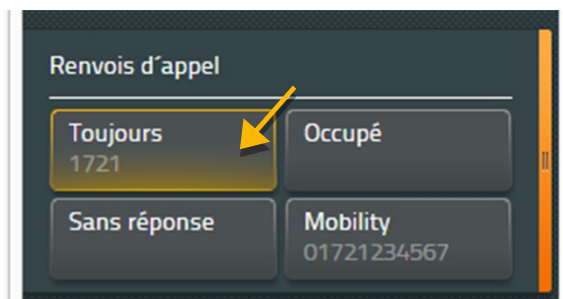 Renvois d´appel
Toujours
1721
Occupé
Sans réponse
Mobility
01721234567